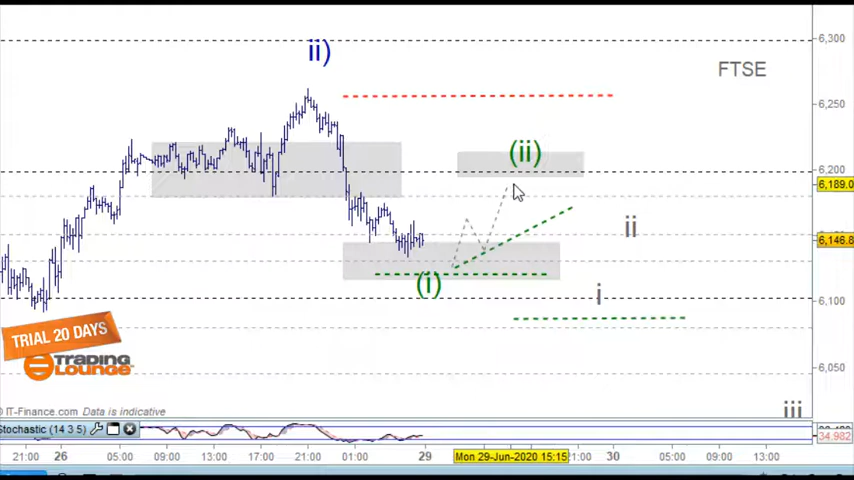 6,300
ii)
FTSE
6,250
(ii)
6,200
6,189.0
ii
6,146.8
(i)
i
6,100
TRIAL 20 DAYS
TRADING
LOUNGE
6,050
© IT-Finance.com Data is indicative
iii
Stochastic (14 3 5)
34.982
21:00 26 05:00 09:00 13:00 17:00 21:00 01:00 29 Mon 29-Jun-2020 15:15 21:00 30 05:00 09:00 13:00